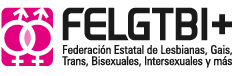 FELGTBI+
Federación Estatal de Lesbianas, Gais,
Trans, Bisexuales, Intersexuales y más